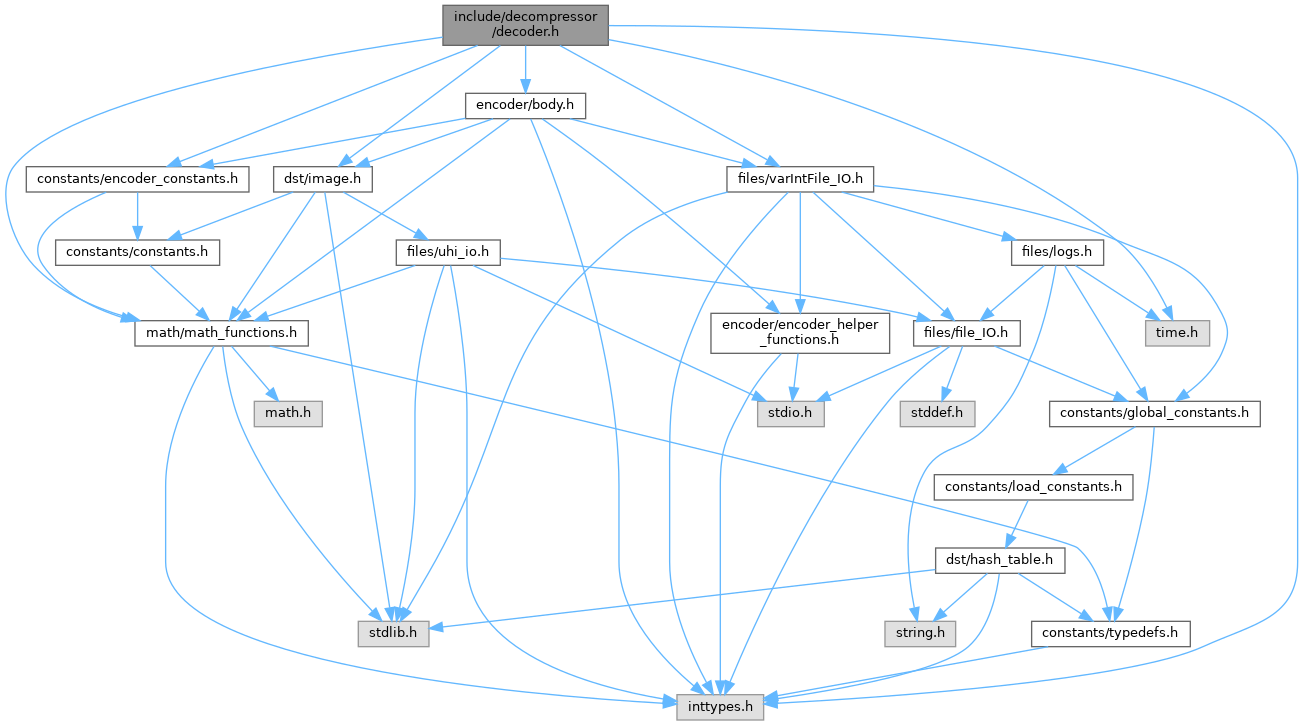 include/decompressor
/decoder.h
encoder/body.h
constants/encoder_constants.h
dst/image.h
files/varIntFile_IO.h
constants/constants.h
files/uhi_io.h
files/logs.h
math/math_functions.h
encoder/encoder_helper
_functions.h
files/file_IO.h
time.h
math.h
stdio.h
stddef.h
constants/global_constants.h
constants/load_constants.h
dst/hash_table.h
stdlib.h
string.h
constants/typedefs.h
inttypes.h